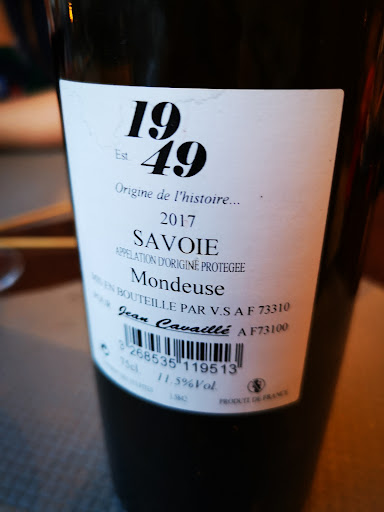 19
Est. 49
Origine de l'histoire...
2017
SAVOIE
APPELATION D'ORIGINE PROTEGEE
Mondeuse
MIS EN BOUTEILLE PAR V.S A F 73310
POUR Jean Cavaillé A F73100
3 268535 119513
75cl 11.5%Vol.
PRODUIT DE FRANCE